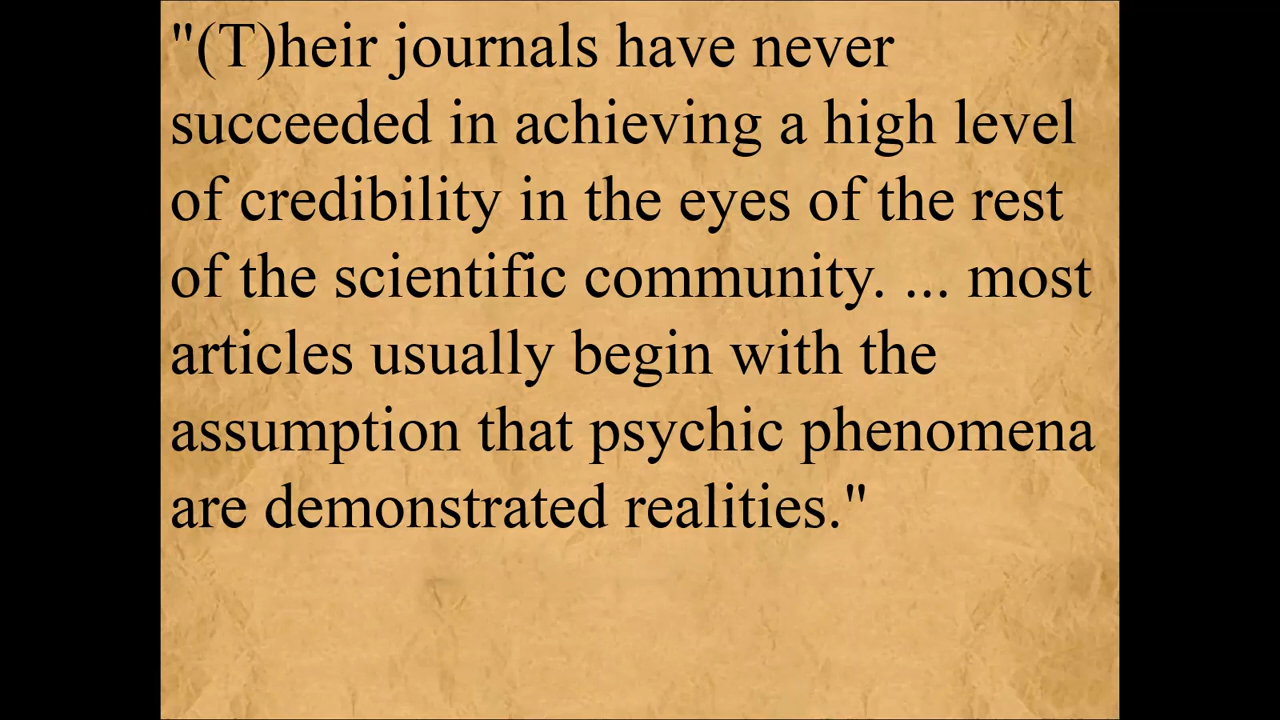 "(T)heir journals have never
succeeded in achieving a high level
of credibility in the eyes of the rest
of the scientific community. ... most
articles usually begin with the
assumption that psychic phenomena
are demonstrated realities."